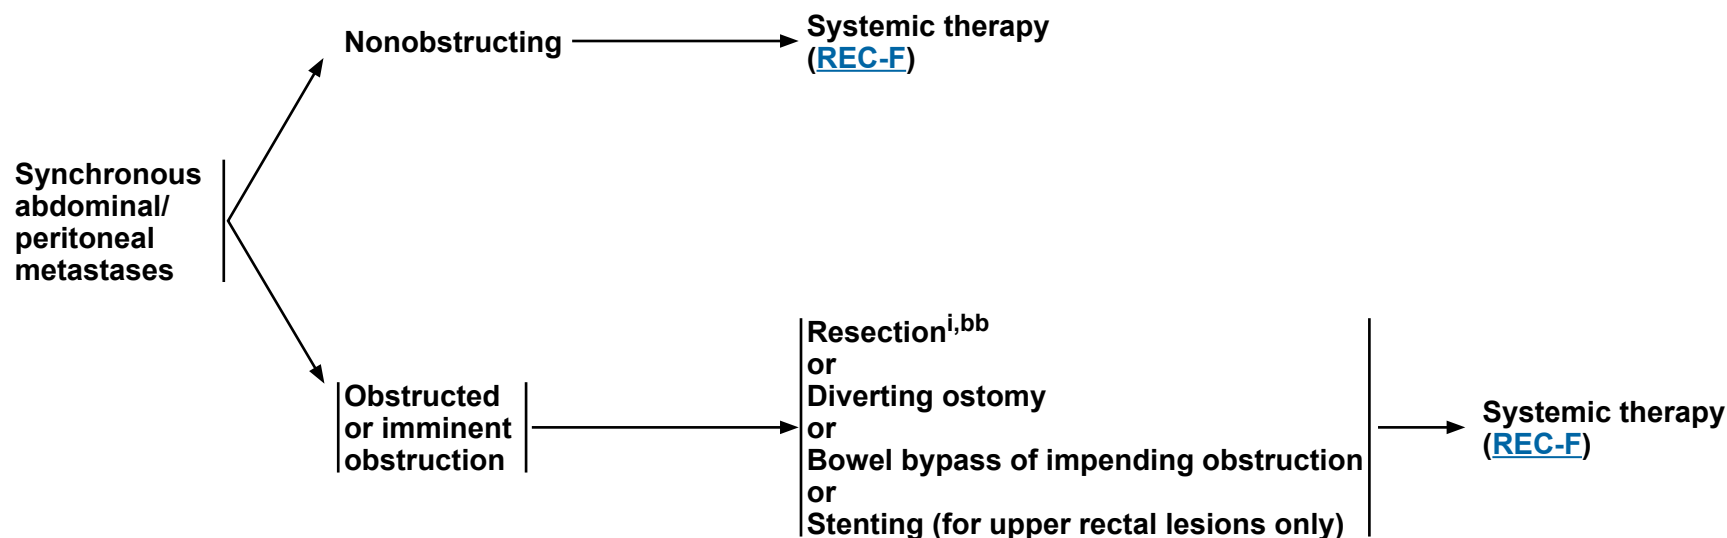 Nonobstructing
Systemic therapy
(REC-F)
Synchronous
abdominal/
peritoneal
metastases
Obstructed
or imminent
obstruction
Resectioni,bb
or
Diverting ostomy
or
Bowel bypass of impending obstruction
or
Stenting (for upper rectal lesions only)
Systemic therapy
(REC-F)